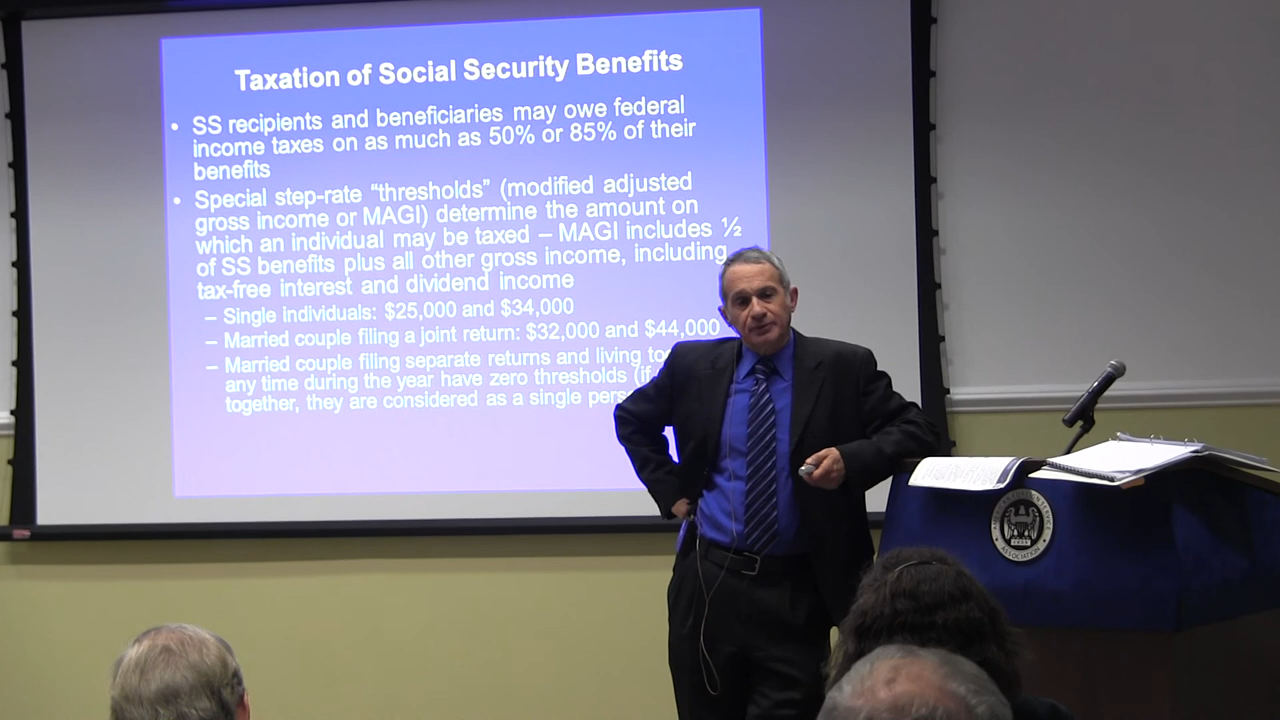 Taxation of Social Security Benefits
• SS recipients and beneficiaries may owe federal
income taxes on as much as 50% or 85% of their
benefits
• Special step-rate “thresholds” (modified adjusted
gross income or MAGI) determine the amount on
which an individual may be taxed – MAGI includes ½
of SS benefits plus all other gross income, including
tax-free interest and dividend income
– Single individuals: $25,000 and $34,000
– Married couple filing a joint return: $32,000 and $44,000
– Married couple filing separate returns and living
any time during the year have zero thresholds (if
together, they are considered as a single
AMERICAN FOREIGN SERVICE
ASSOCIATION